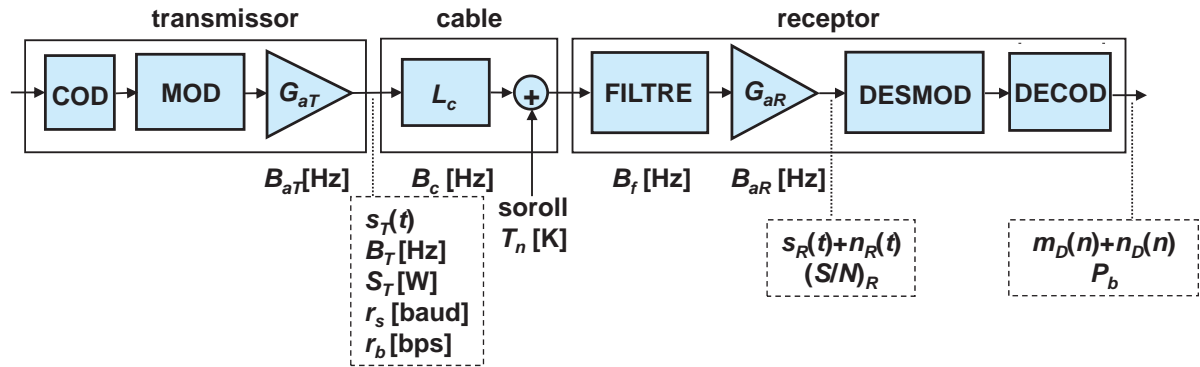 transmissor cable receptor
COD MOD G_aT L_c + FILTRE G_aR DESMOD DECOD
B_aT[Hz] B_c [Hz] B_f [Hz] B_aR [Hz]
soroll
T_n [K]
s_T(t)
B_T[Hz]
S_T[W]
r_s [baud]
r_b [bps]
s_R(t)+n_R(t)
(S/N)_R
m_D(n)+n_D(n)
P_b